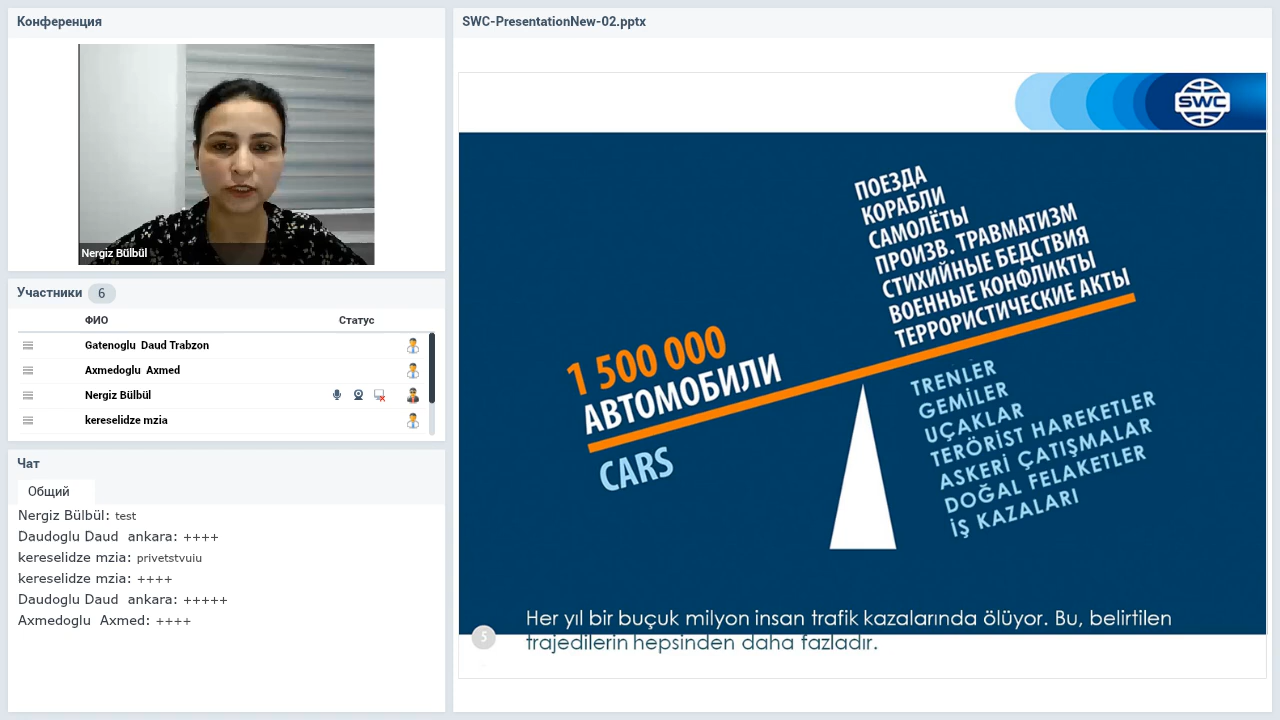 Конференция
Nergiz Bülbül
Участники 6
ФИО Статус
Gatenoglu Daud Trabzon
Axmedoglu Axmed
Nergiz Bülbül
kereselidze mzia
Чат
Общий
Nergiz Bülbül: test
Daudoglu Daud ankara: ++++
kereselidze mzia: privetstvuiu
kereselidze mzia: ++++
Daudoglu Daud ankara: +++++
Axmedoglu Axmed: ++++
SWC-PresentationNew-02.pptx
SWC
ПОЕЗДА
КОРАБЛИ
САМОЛЁТЫ
ПРОИЗВ. ТРАВМАТИЗМ
СТИХИЙНЫЕ БЕДСТВИЯ
ВОЕННЫЕ КОНФЛИКТЫ
ТЕРРОРИСТИЧЕСКИЕ АКТЫ
1 500 000
АВТОМОБИЛИ
CARS
TRENLER
GEMİLER
UÇAKLAR
TERÖRİST HAREKETLER
ASKERİ ÇATIŞMALAR
DOĞAL FELAKETLER
İŞ KAZALARI
Her yıl bir buçuk milyon insan trafik kazalarında ölüyor. Bu, belirtilen
trajedilerin hepsinden daha fazladır.
5